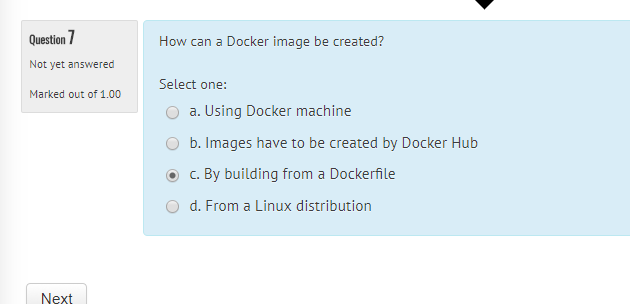 Question 7
Not yet answered
Marked out of 1.00
How can a Docker image be created?
Select one:
a. Using Docker machine
b. Images have to be created by Docker Hub
c. By building from a Dockerfile
d. From a Linux distribution
Next